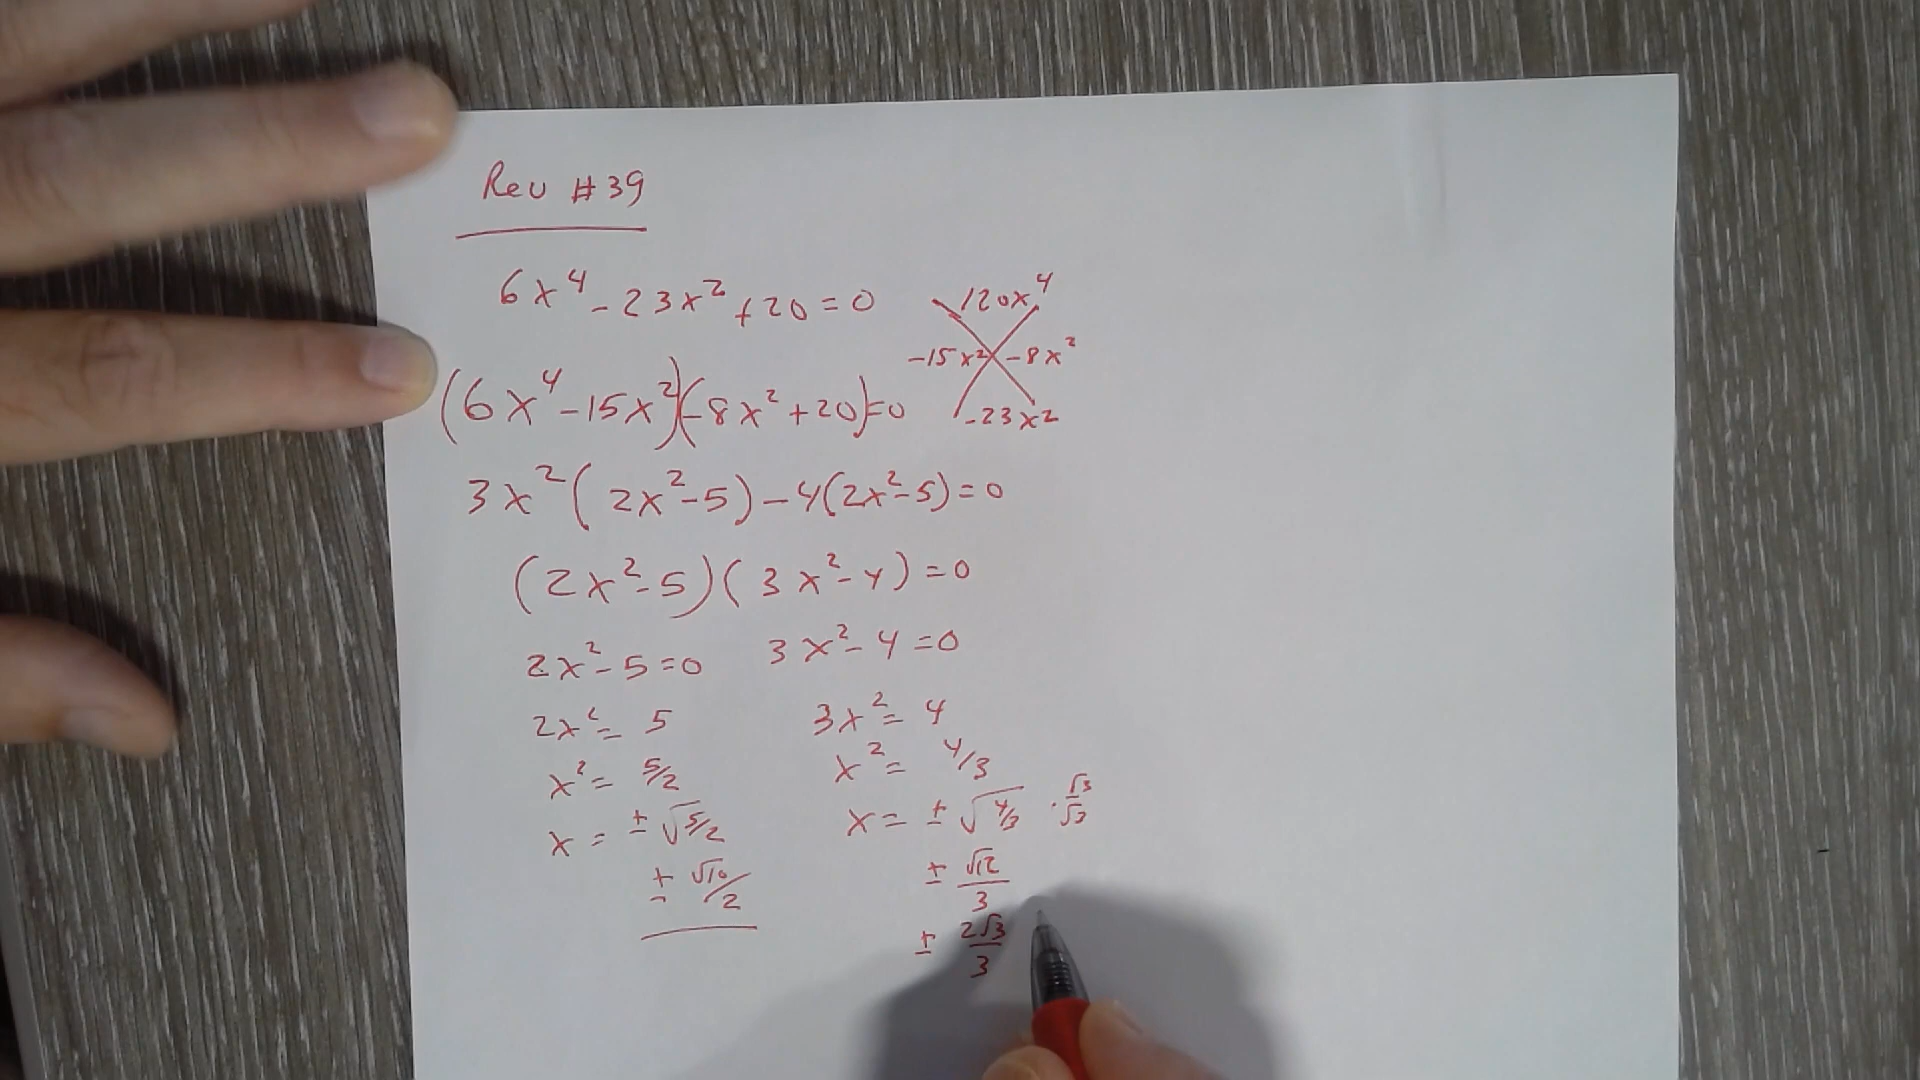 Rev #39
6x⁴ - 23x² + 20 = 0
120x⁴
-15x² -8x²
-23x²
(6x⁴ - 15x²)(-8x² + 20) = 0
3x²(2x² - 5) - 4(2x² - 5) = 0
(2x² - 5)(3x² - 4) = 0
2x² - 5 = 0
2x² = 5
x² = 5/2
x = ± √5/2
± √10/2
3x² - 4 = 0
3x² = 4
x² = 4/3
x = ± √4/3 · √3/√3
± √12/3
± 2√3/3